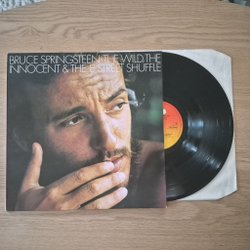 BRUCE SPRINGSTEEN THE WILD, THE
INNOCENT & THE E STREET SHUFFLE